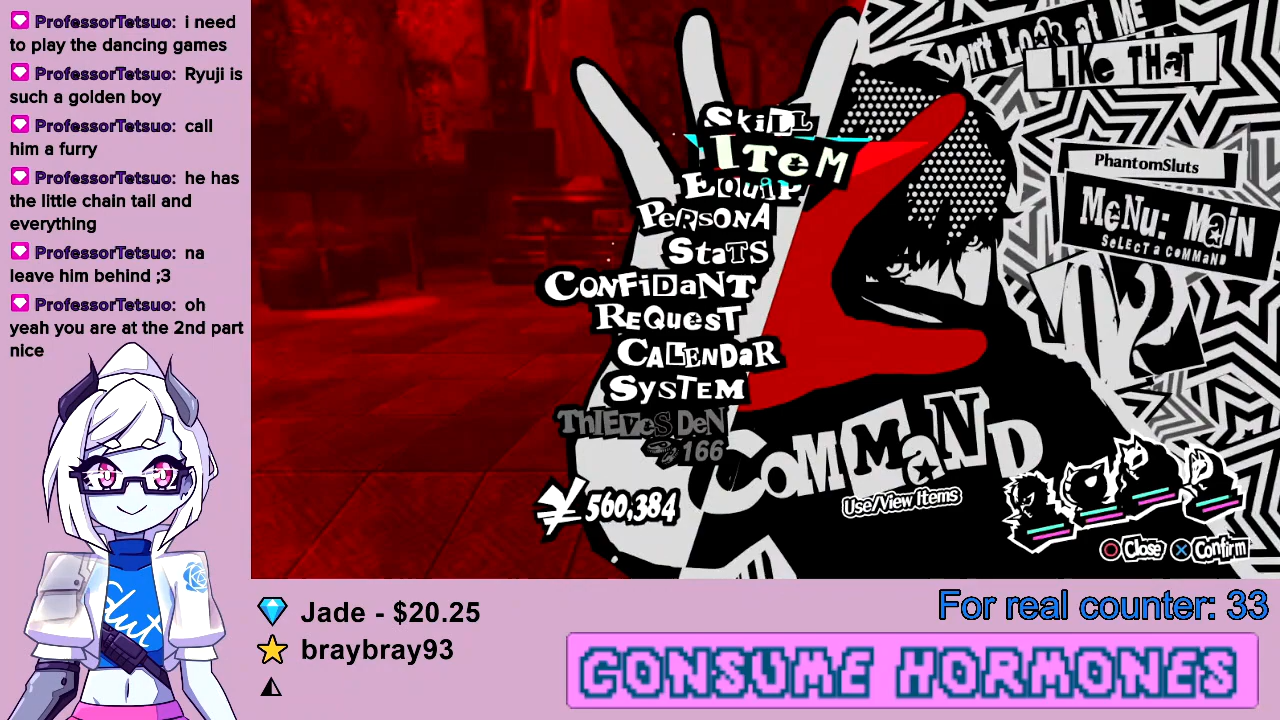 ProfessorTetsuo: i need
to play the dancing games
ProfessorTetsuo: Ryuji is
such a golden boy
ProfessorTetsuo: call
him a furry
ProfessorTetsuo: he has
the little chain tail and
everything
ProfessorTetsuo: na
leave him behind ;3
ProfessorTetsuo: oh
yeah you are at the 2nd part
nice
Don't Look at ME
LIKe THaT
SKiLL
ITeM
EQuiP
PeRSONA
StaTS
CONFiDaNT
ReQuesT
CALENDaR
SYSTEM
THIEVeS DeN
166
¥ 560,384
COMMaND
Use/View Items
PhantomSluts
MeNu: MaiN
SeLECT a CoMMaND
Close Confirm
Slut
Jade - $20.25
braybray93
For real counter: 33
CONSUME HORMONES